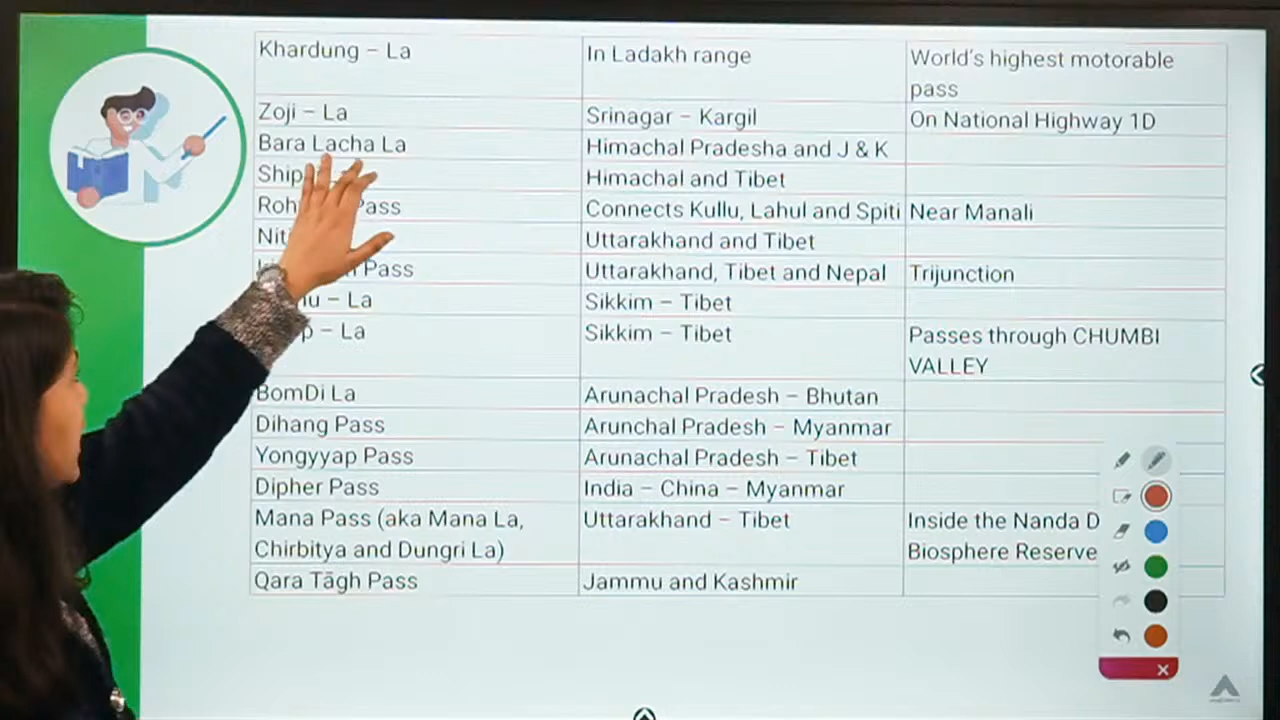 Khardung – La In Ladakh range World's highest motorable
pass
Zoji – La Srinagar – Kargil On National Highway 1D
Bara Lacha La Himachal Pradesha and J & K
Himachal and Tibet
Pass Connects Kullu, Lahul and Spiti Near Manali
Uttarakhand and Tibet
Pass Uttarakhand, Tibet and Nepal Trijunction
– La Sikkim – Tibet
– La Sikkim – Tibet Passes through CHUMBI
VALLEY
BomDi La Arunachal Pradesh – Bhutan
Dihang Pass Arunchal Pradesh – Myanmar
Yongyyap Pass Arunachal Pradesh – Tibet
Dipher Pass India – China – Myanmar
Mana Pass (aka Mana La, Uttarakhand – Tibet Inside the Nanda D
Chirbitya and Dungri La) Biosphere Reserve
Qara Tāgh Pass Jammu and Kashmir